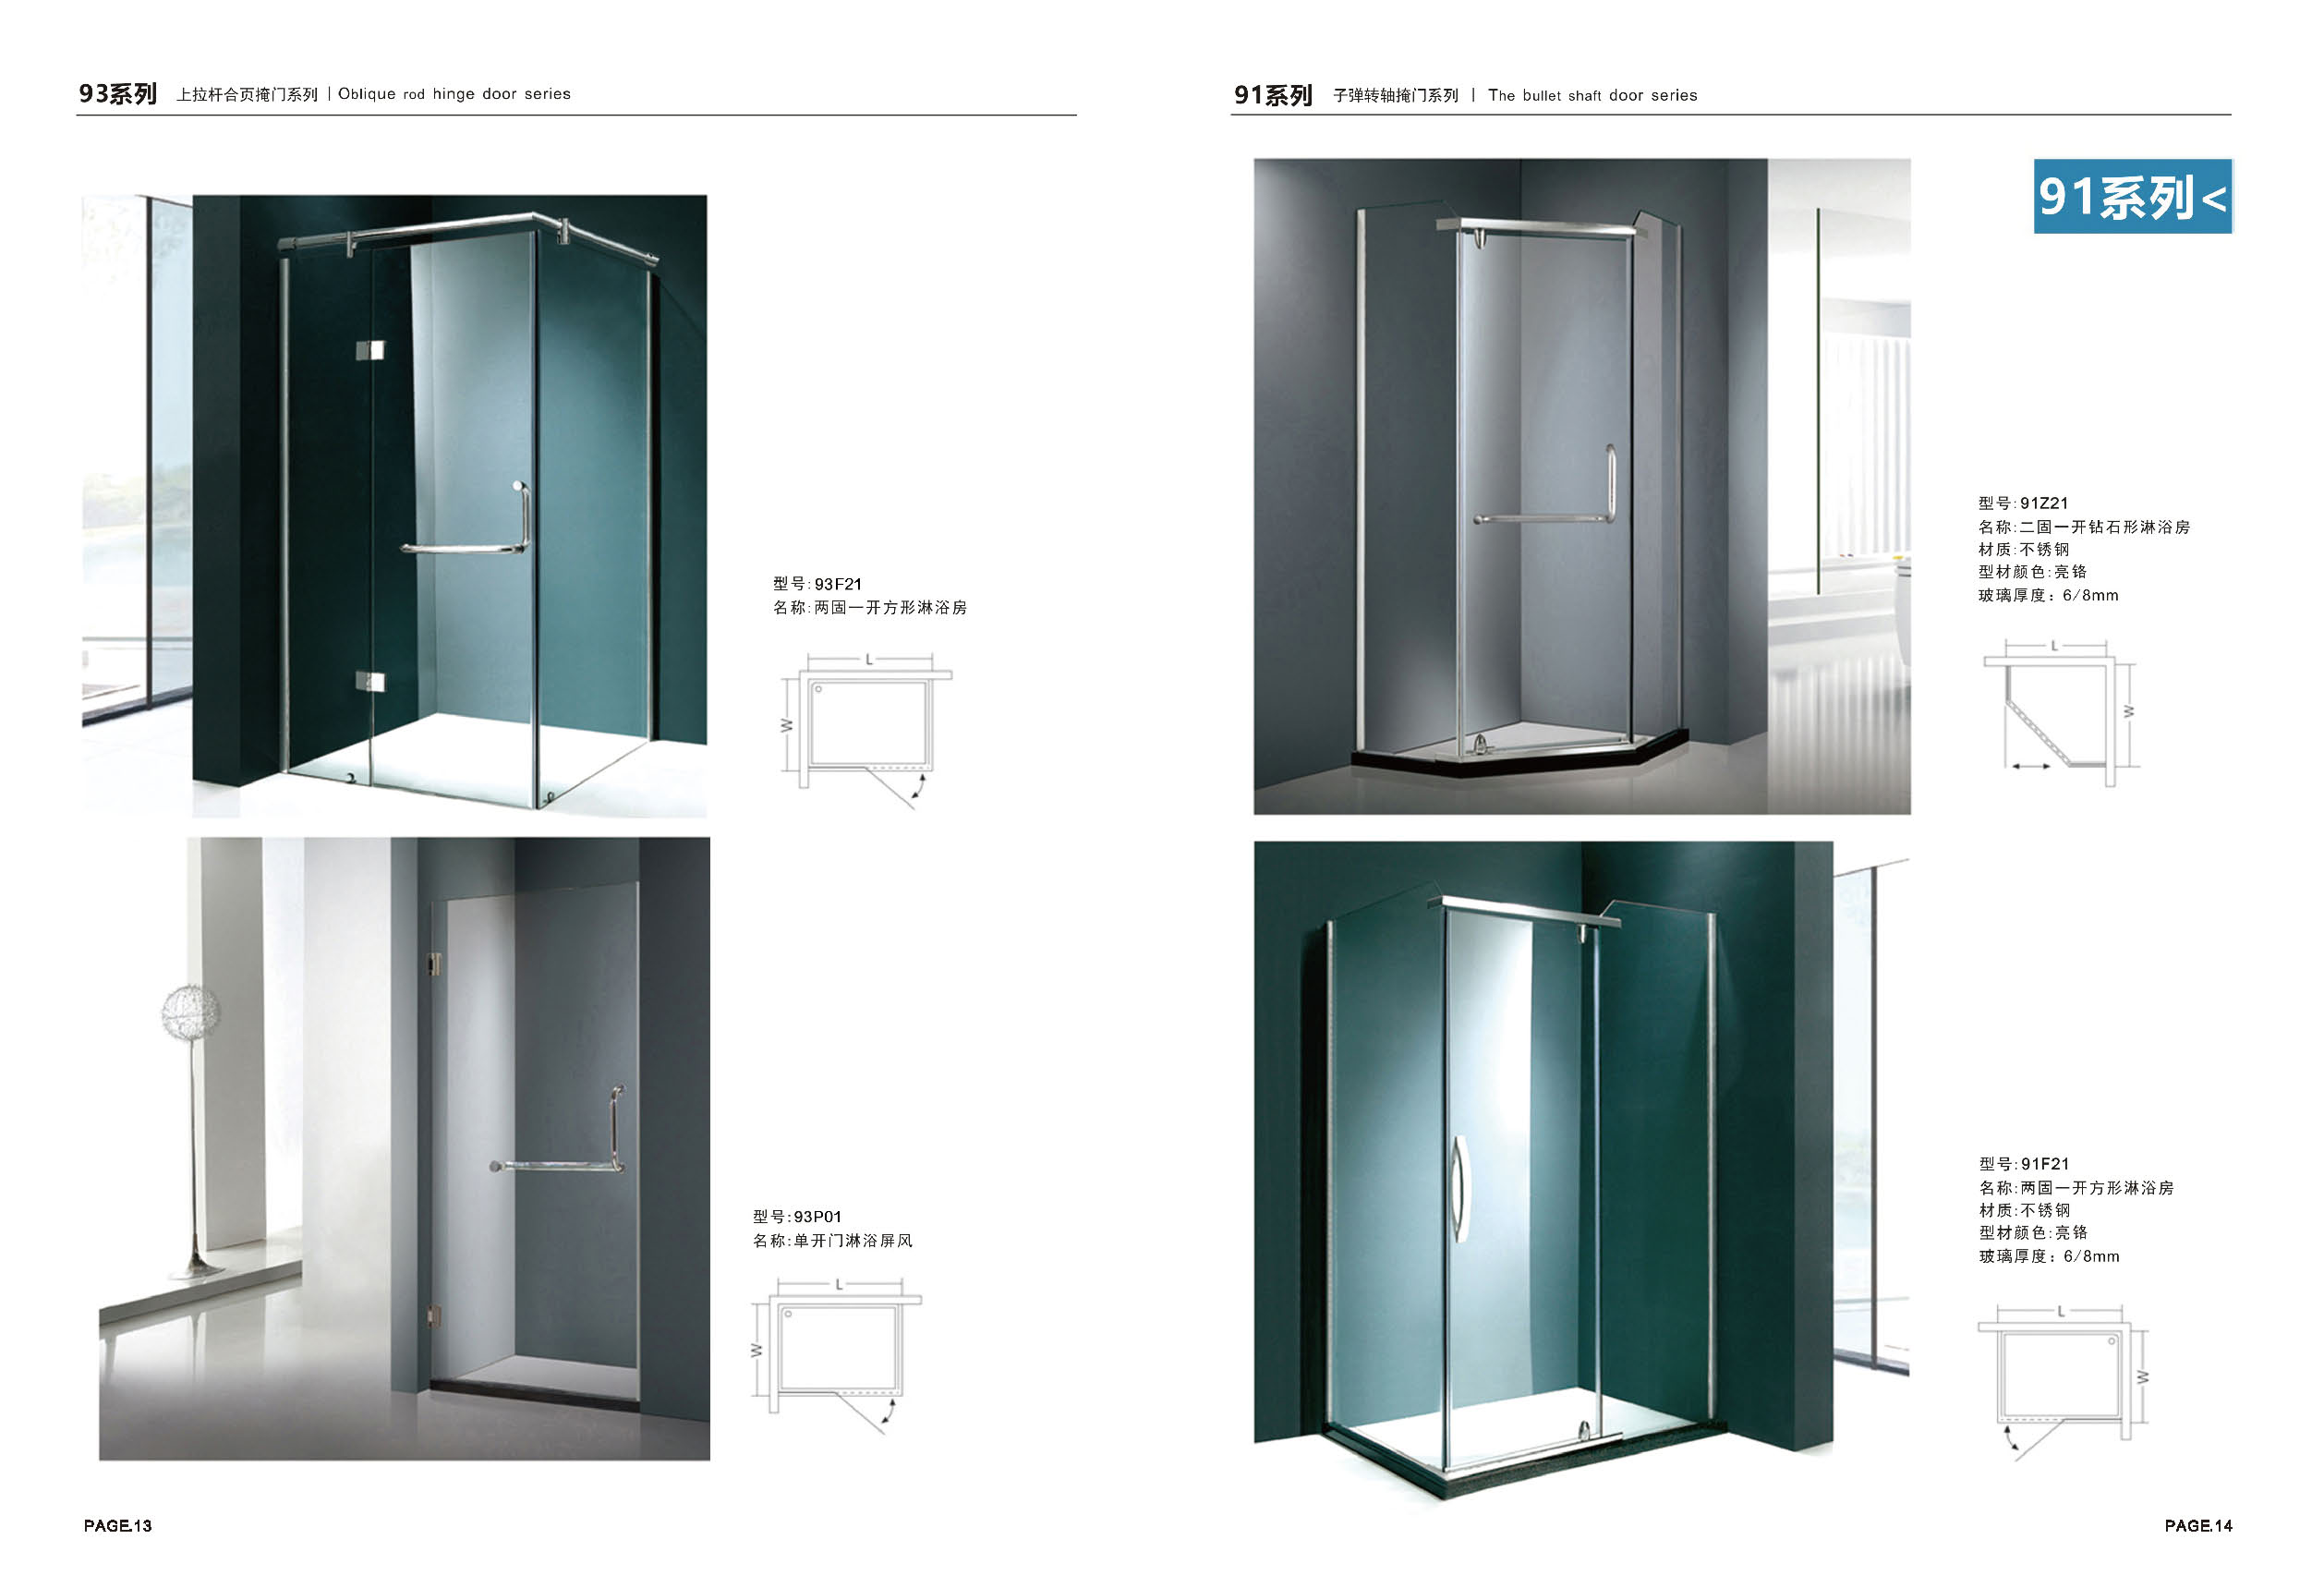 93系列 上拉杆合页掩门系列 | Oblique rod hinge door series
型号:93F21
名称:两固一开方形淋浴房
L
W
型号:93P01
名称:单开门淋浴屏风
L
W
PAGE.13
91系列 子弹转轴掩门系列 | The bullet shaft door series
91系列<
型号:91Z21
名称:二固一开钻石形淋浴房
材质:不锈钢
型材颜色:亮铬
玻璃厚度：6/8mm
L
W
型号:91F21
名称:两固一开方形淋浴房
材质:不锈钢
型材颜色:亮铬
玻璃厚度：6/8mm
L
W
PAGE.14